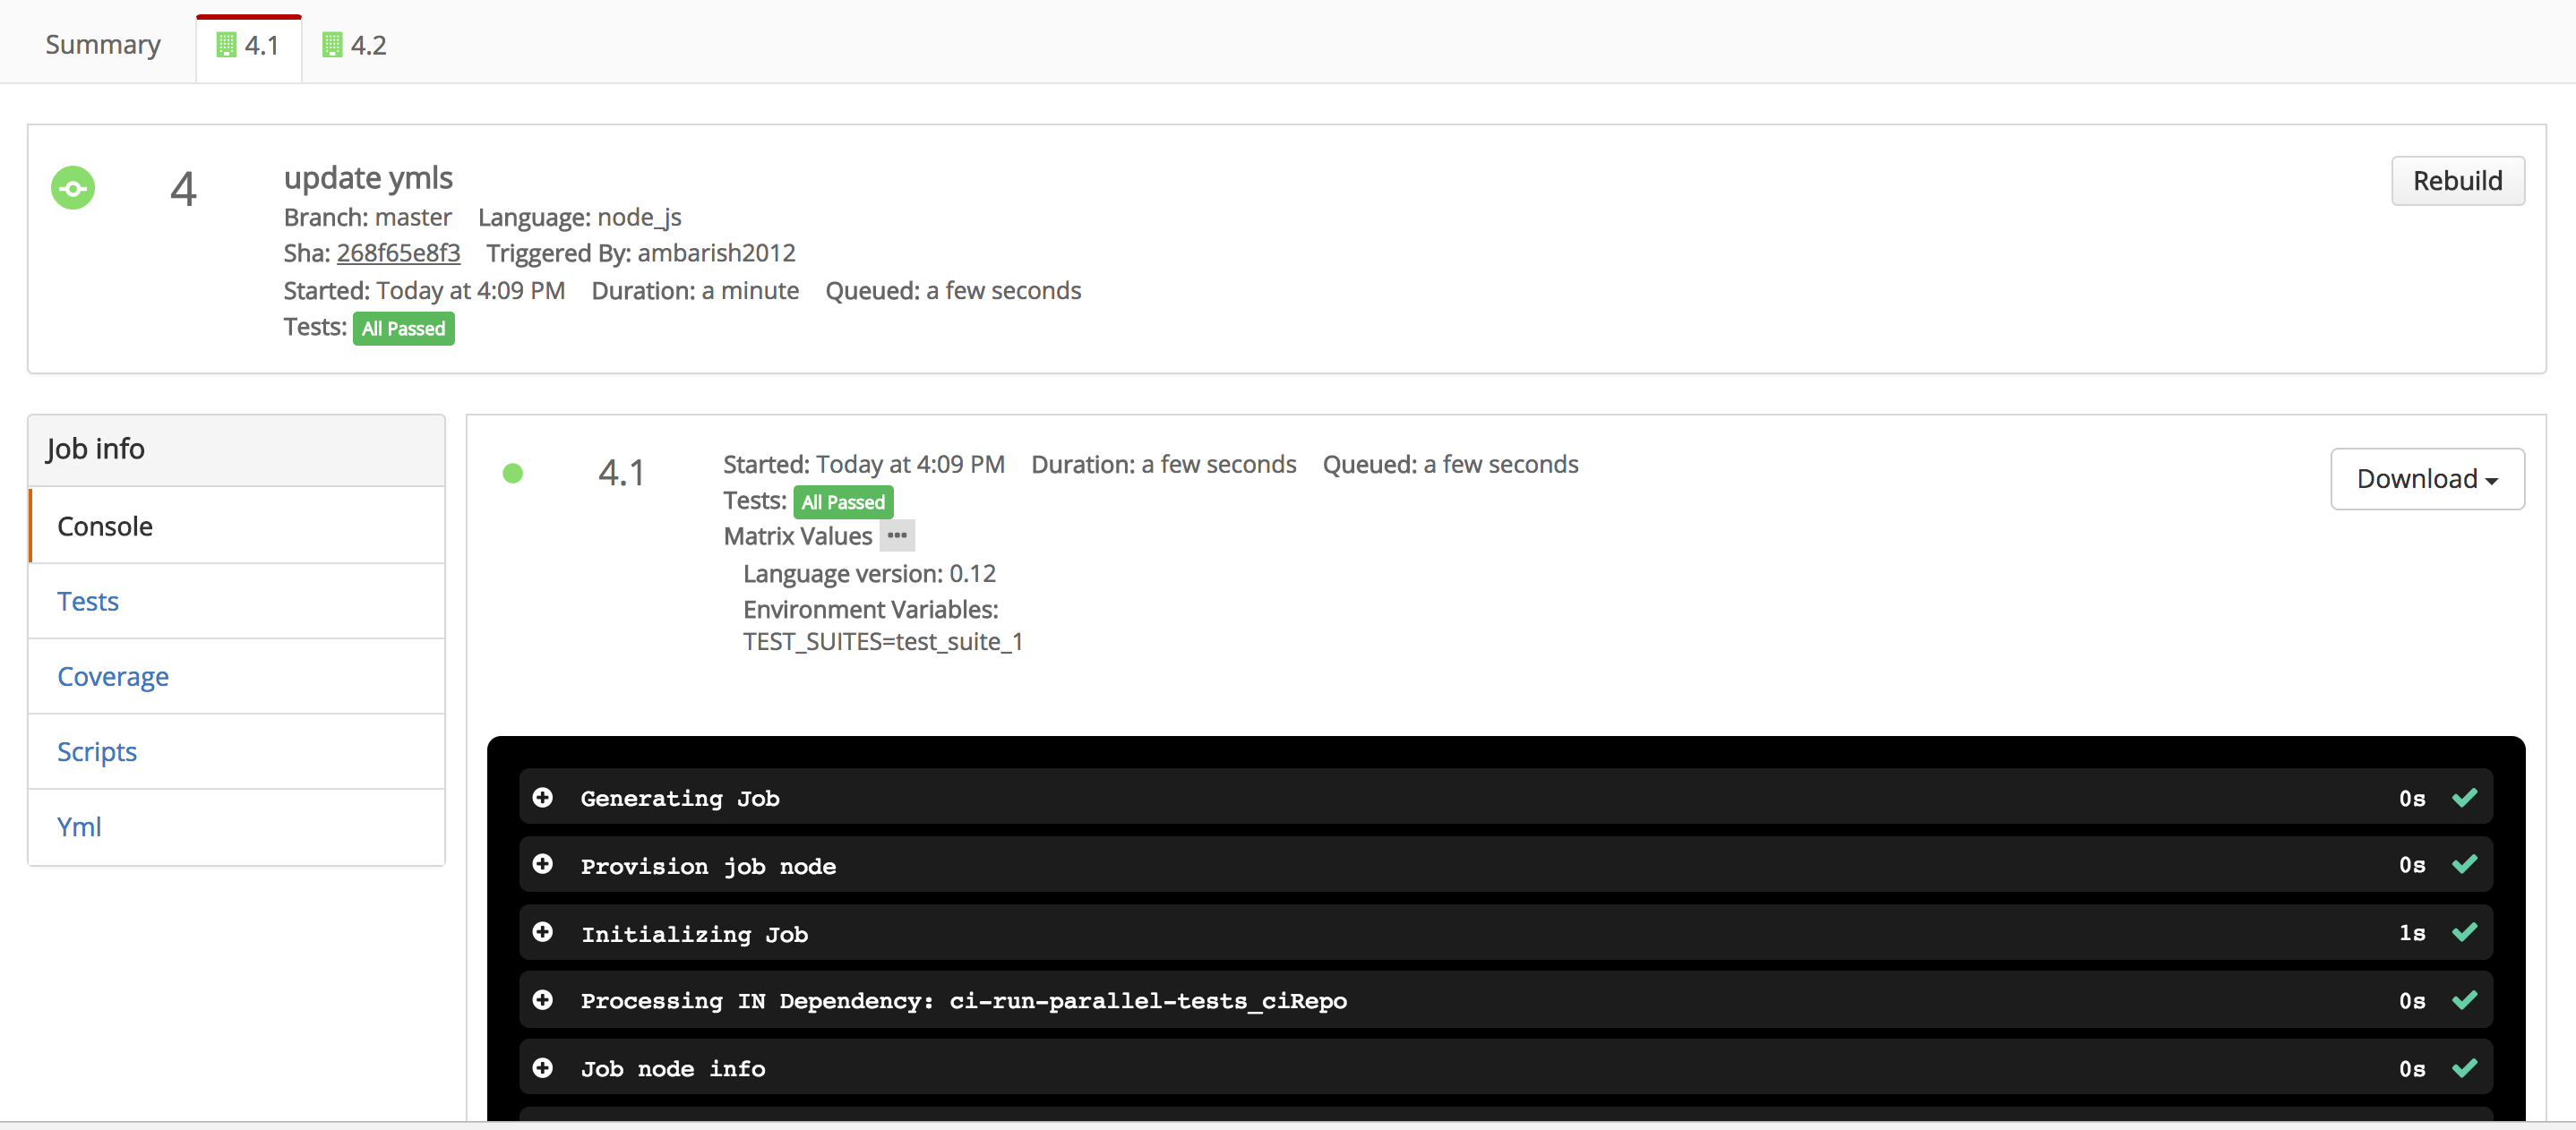 Summary 4.1 4.2
4 update ymls Rebuild
Branch: master Language: node_js
Sha: 268f65e8f3 Triggered By: ambarish2012
Started: Today at 4:09 PM Duration: a minute Queued: a few seconds
Tests: All Passed
Job info
Console
Tests
Coverage
Scripts
Yml
4.1 Started: Today at 4:09 PM Duration: a few seconds Queued: a few seconds Download
Tests: All Passed
Matrix Values •••
Language version: 0.12
Environment Variables:
TEST_SUITES=test_suite_1
Generating Job 0s
Provision job node 0s
Initializing Job 1s
Processing IN Dependency: ci-run-parallel-tests_ciRepo 0s
Job node info 0s